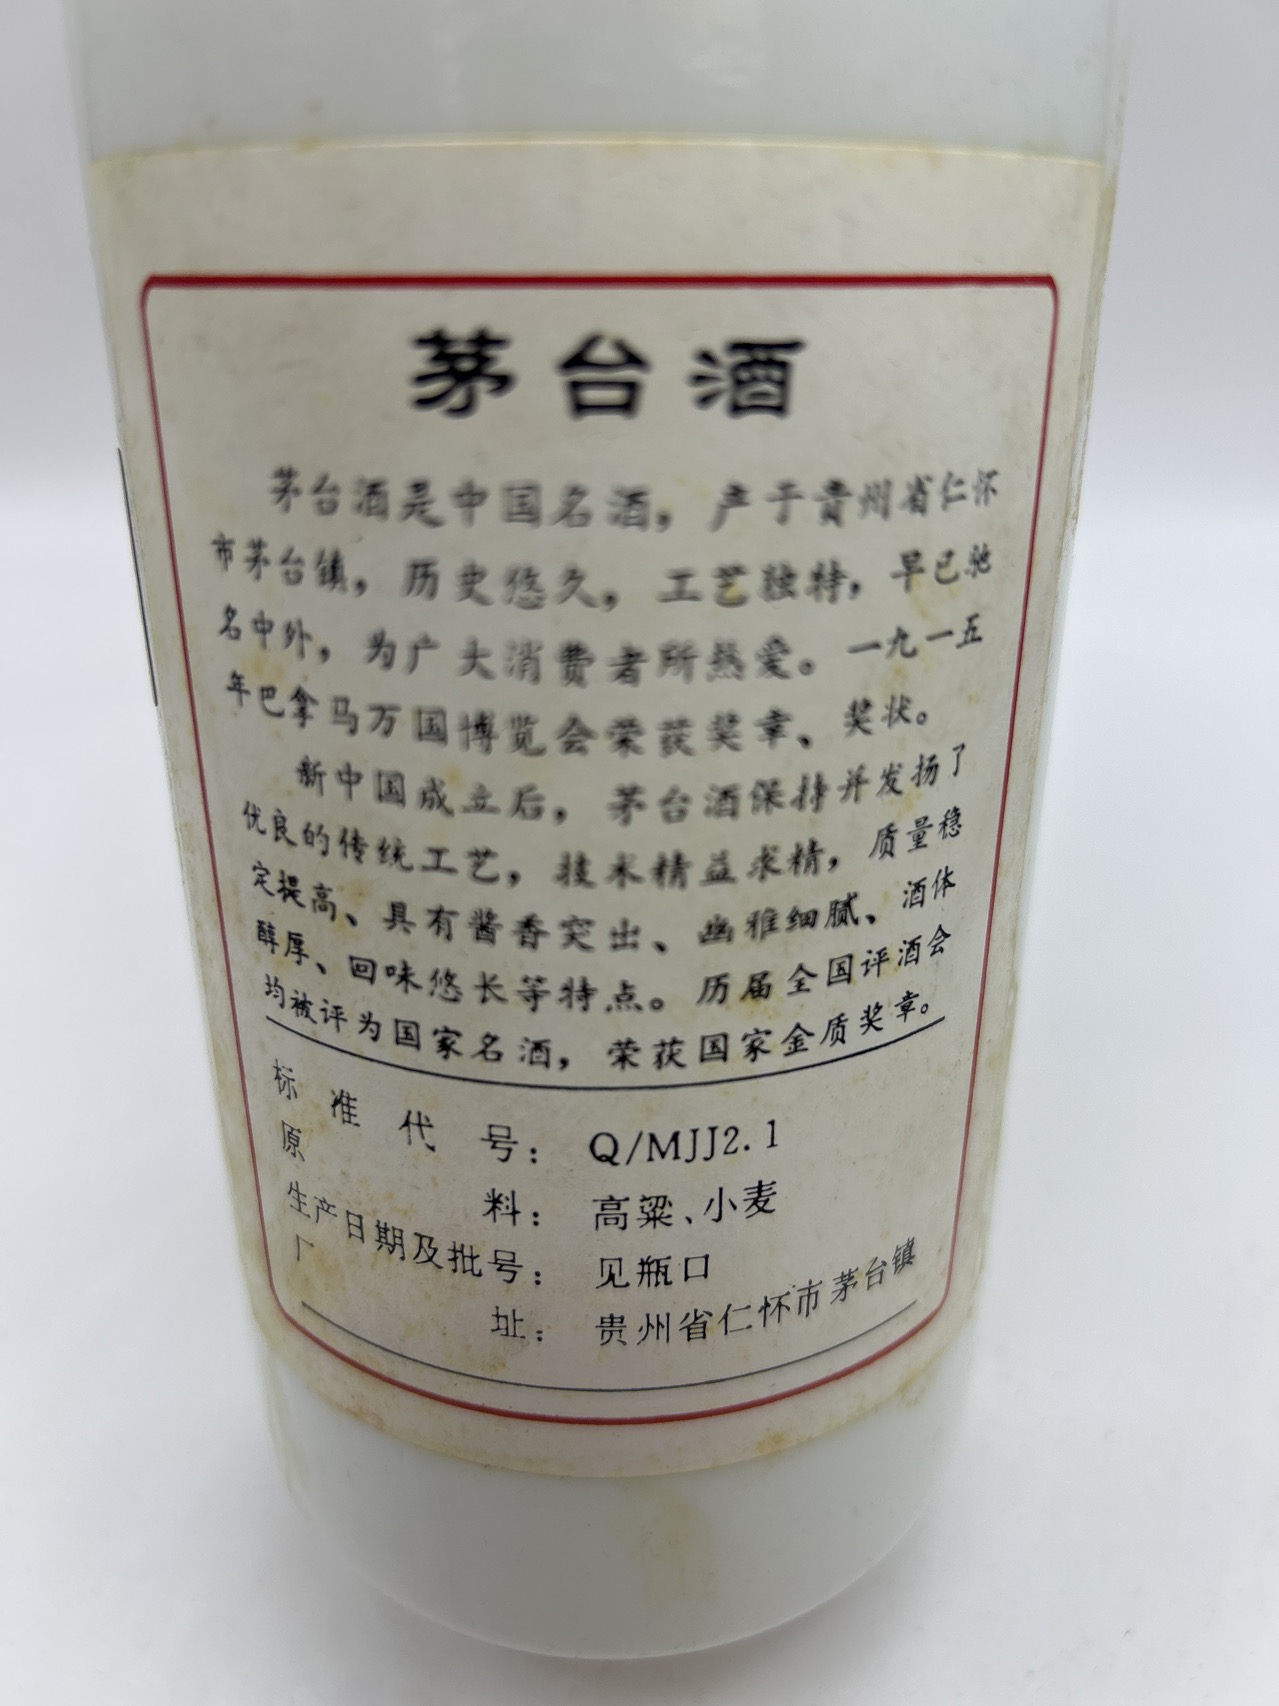 茅台酒
茅台酒是中国名酒，产于贵州省仁怀
市茅台镇，历史悠久，工艺独特，早已驰
名中外，为广大消费者所热爱。一九一五
年巴拿马万国博览会荣获奖章、奖状。
新中国成立后，茅台酒保持并发扬了
优良的传统工艺，技术精益求精，质量稳
定提高、具有酱香突出、幽雅细腻、酒体
醇厚、回味悠长等特点。历届全国评酒会
均被评为国家名酒，荣获国家金质奖章。
标准代号：Q/MJJ2.1
原料：高粱、小麦
生产日期及批号：见瓶口
厂址：贵州省仁怀市茅台镇